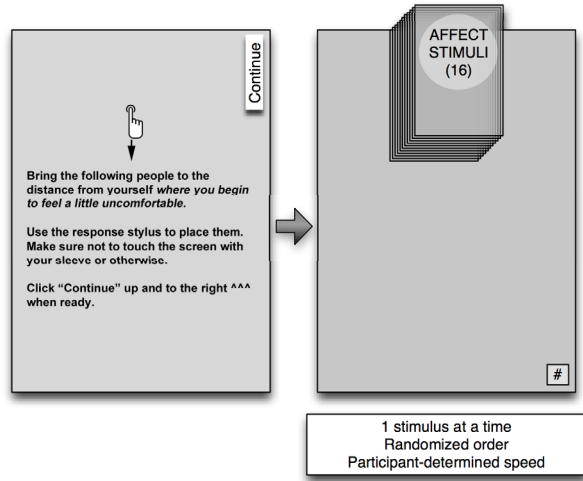 Continue
Bring the following people to the
distance from yourself where you begin
to feel a little uncomfortable.
Use the response stylus to place them.
Make sure not to touch the screen with
your sleeve or otherwise.
Click “Continue” up and to the right ^^^
when ready.
AFFECT
STIMULI
(16)
#
1 stimulus at a time
Randomized order
Participant-determined speed